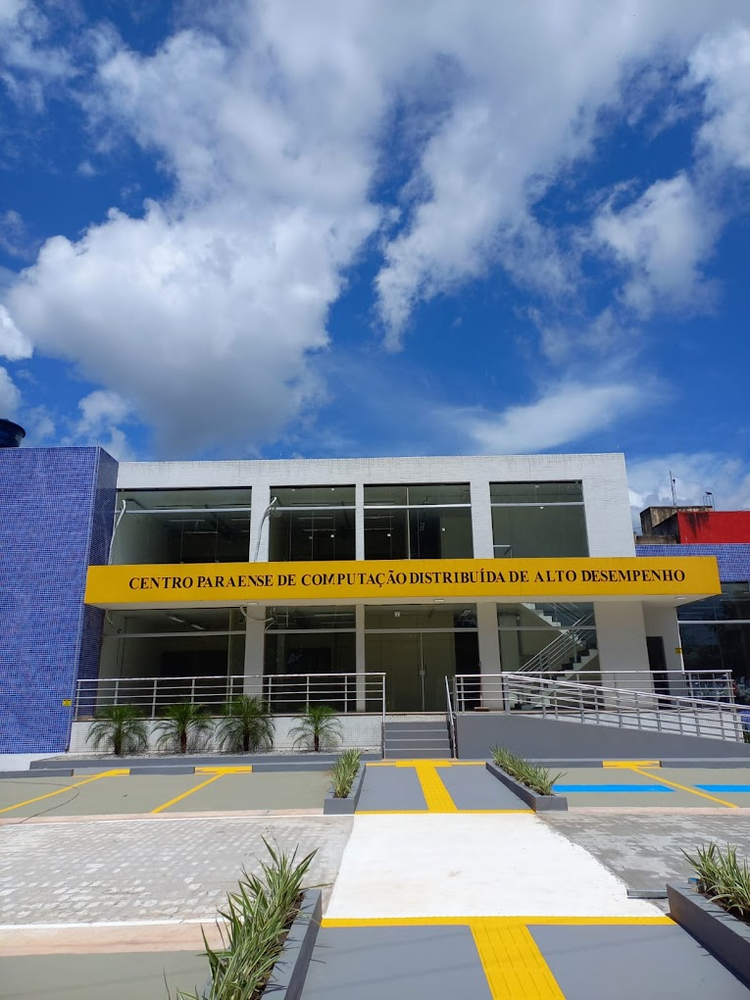 CENTRO PARAENSE DE COMPUTAÇÃO DISTRIBUÍDA DE ALTO DESEMPENHO